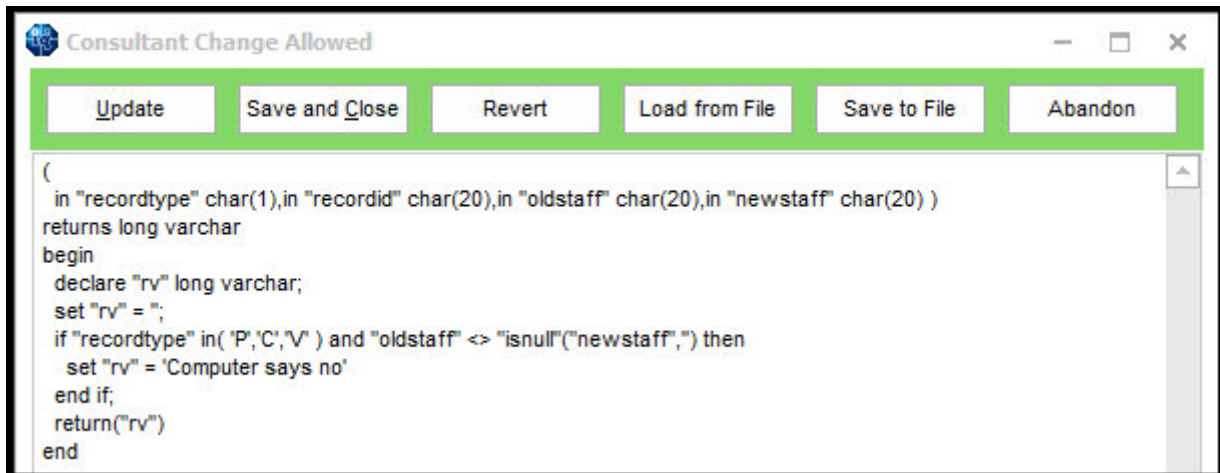 Consultant Change Allowed
Update Save and Close Revert Load from File Save to File Abandon
(
in "recordtype" char(1),in "recordid" char(20),in "oldstaff" char(20),in "newstaff" char(20) )
returns long varchar
begin
declare "rv" long varchar;
set "rv" = '';
if "recordtype" in( 'P','C','V' ) and "oldstaff" <> "isnull"("newstaff",'') then
set "rv" = 'Computer says no'
end if;
return("rv")
end